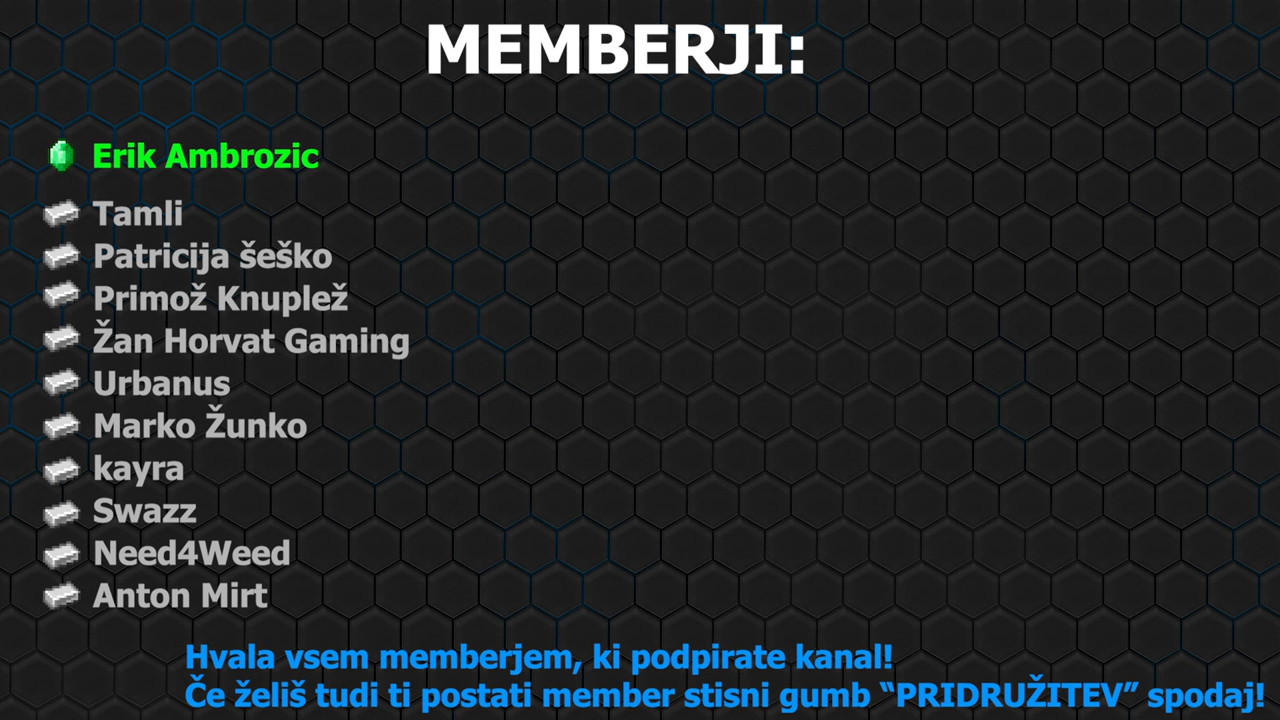 MEMBERJI:
Erik Ambrozic
Tamli
Patricija šeško
Primož Knuplež
Žan Horvat Gaming
Urbanus
Marko Žunko
kayra
Swazz
Need4Weed
Anton Mirt
Hvala vsem memberjem, ki podpirate kanal!
Če želiš tudi ti postati member stisni gumb “PRIDRUŽITEV” spodaj!